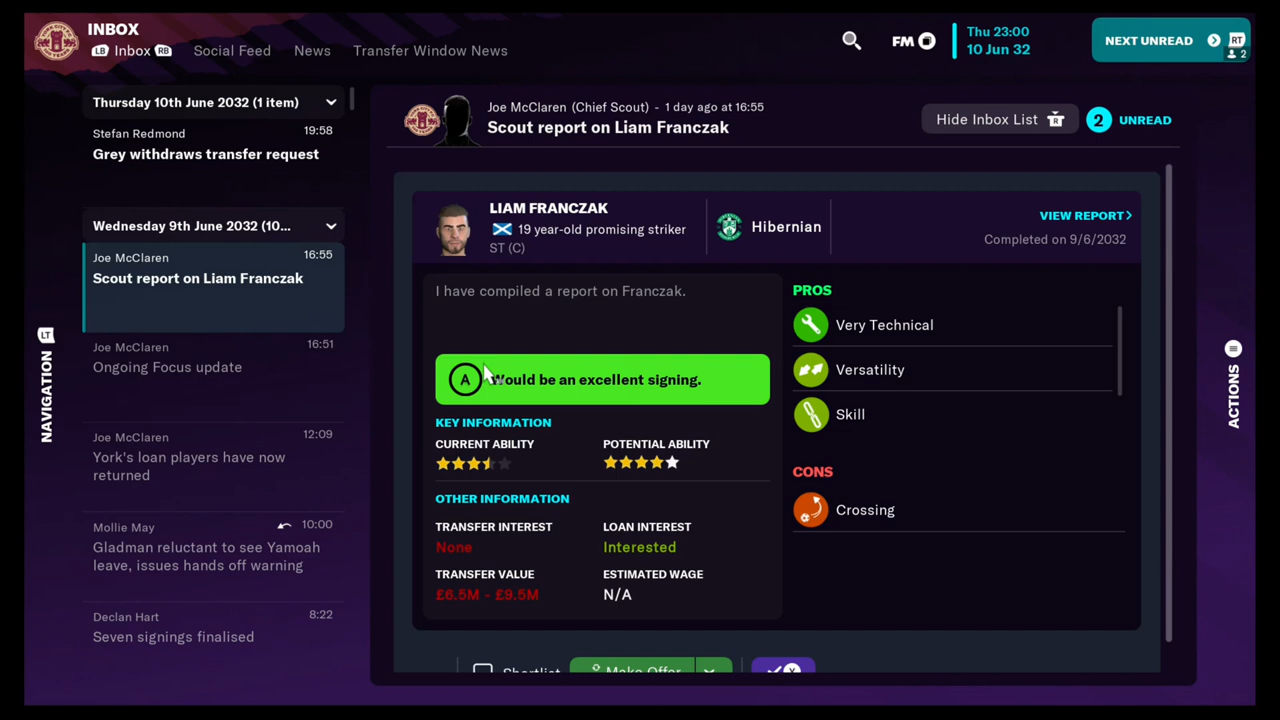 INBOX
LB Inbox RB
Social Feed
News
Transfer Window News
FM
Thu 23:00
10 Jun 32
NEXT UNREAD
RT
2
Thursday 10th June 2032 (1 item)
Stefan Redmond 19:58
Grey withdraws transfer request
Wednesday 9th June 2032 (10...
Joe McClaren 16:55
Scout report on Liam Franczak
Joe McClaren 16:51
Ongoing Focus update
Joe McClaren 12:09
York's loan players have now
returned
Mollie May 10:00
Gladman reluctant to see Yamoah
leave, issues hands off warning
Declan Hart 8:22
Seven signings finalised
LT
NAVIGATION
Joe McClaren (Chief Scout) - 1 day ago at 16:55
Scout report on Liam Franczak
Hide Inbox List R
2 UNREAD
LIAM FRANCZAK
19 year-old promising striker
ST (C)
Hibernian
VIEW REPORT>
Completed on 9/6/2032
I have compiled a report on Franczak.
A Would be an excellent signing.
KEY INFORMATION
CURRENT ABILITY POTENTIAL ABILITY
OTHER INFORMATION
TRANSFER INTEREST LOAN INTEREST
None Interested
TRANSFER VALUE ESTIMATED WAGE
£6.5M - £9.5M N/A
PROS
Very Technical
Versatility
Skill
CONS
Crossing
Shortlist
Make Offer
Y
ACTIONS